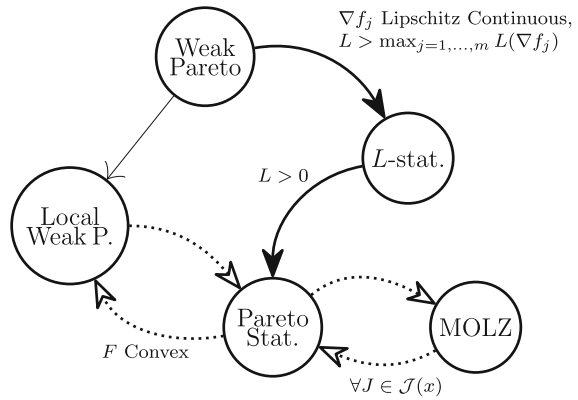 ∇f_j Lipschitz Continuous,
L > max_{j=1,...,m} L(∇f_j)
Weak
Pareto
L-stat.
L > 0
Local
Weak P.
Pareto
Stat.
MOLZ
F Convex
∀J ∈ 𝒥(x)